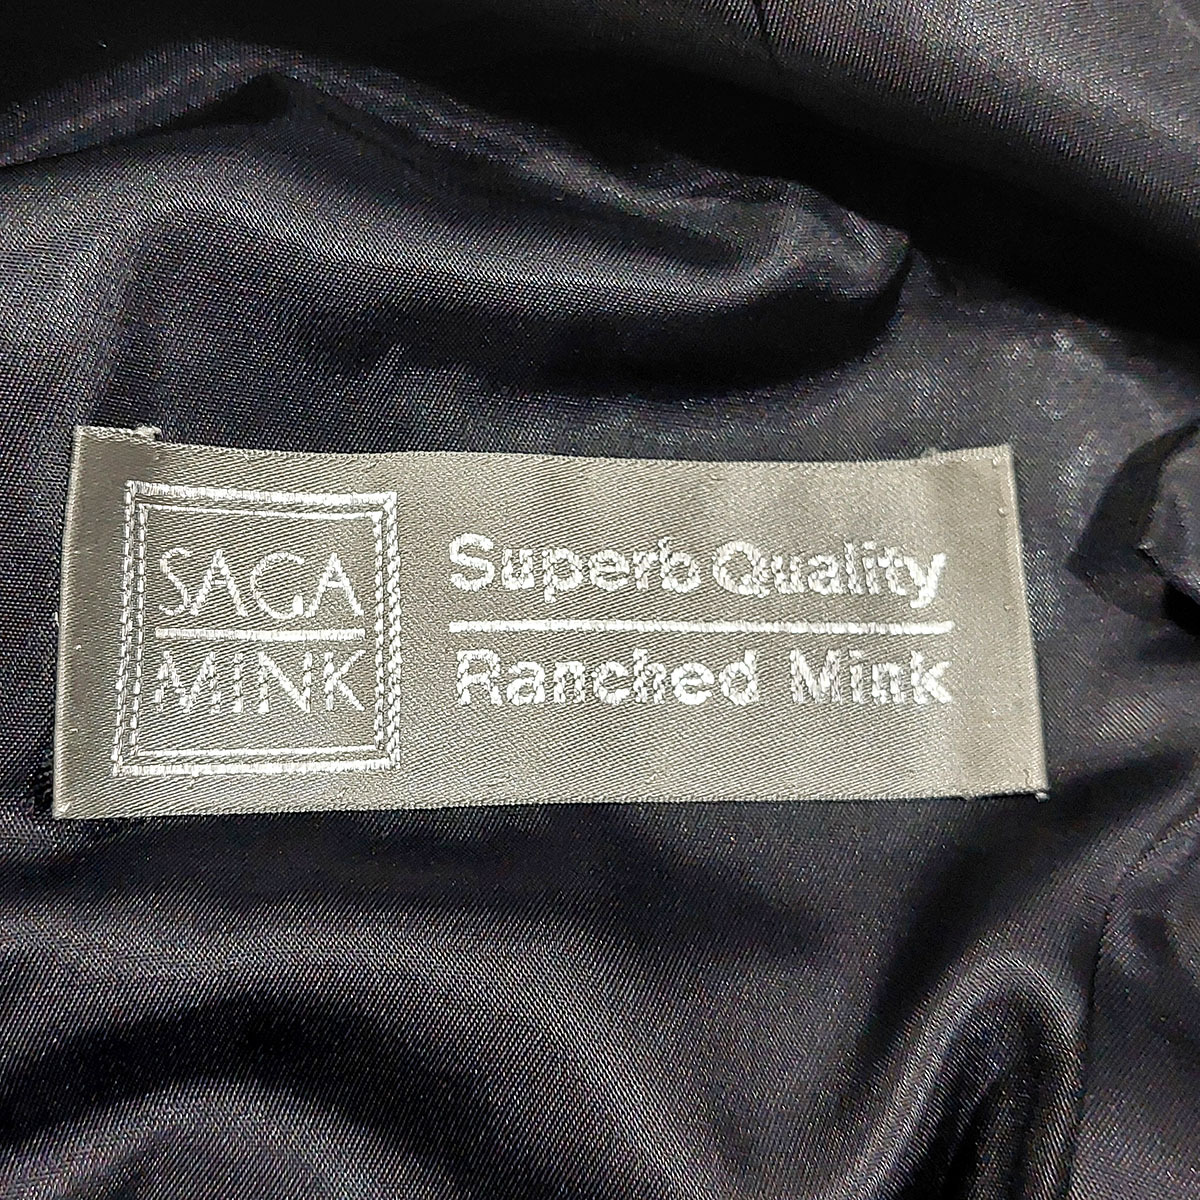 SAGA
MINK
Superb Quality
Ranched Mink